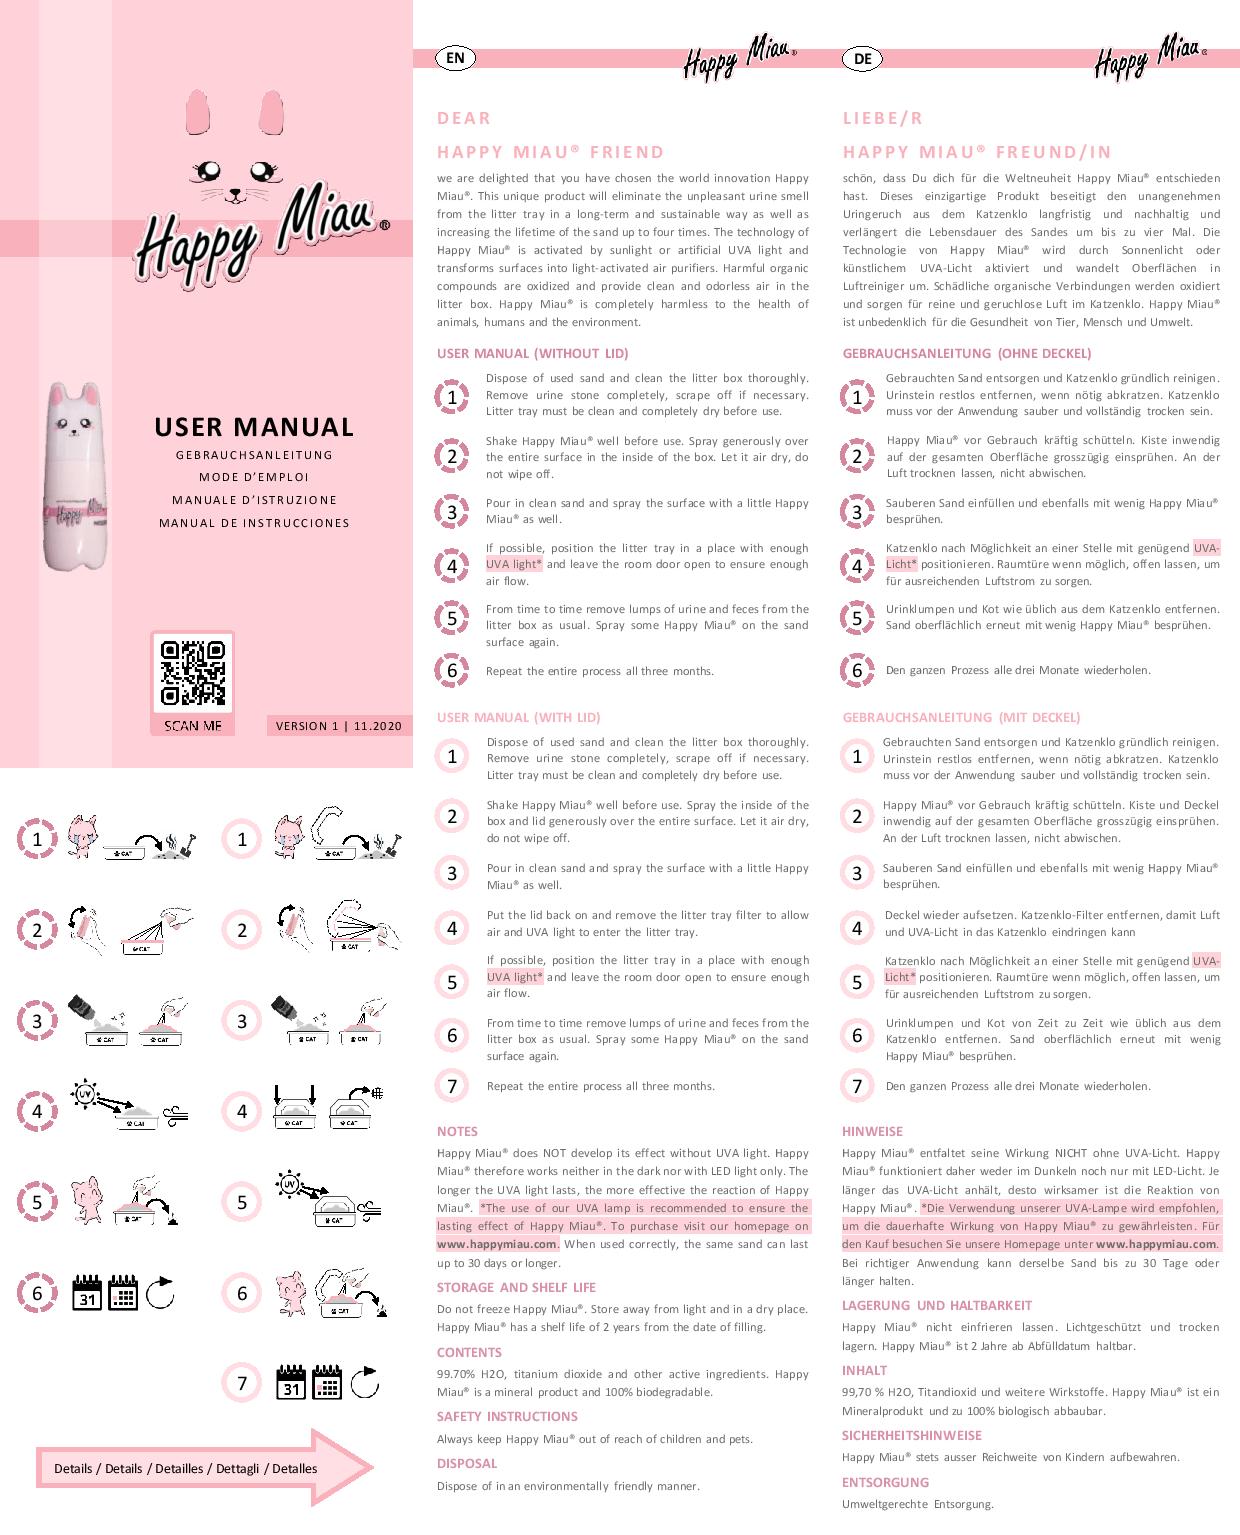 Happy Miau®
USER MANUAL
GEBRAUCHSANLEITUNG
MODE D’EMPLOI
MANUALE D’ISTRUZIONE
MANUAL DE INSTRUCCIONES
Happy Miau
SCAN ME
VERSION 1 | 11.2020
1
CAT
1
CAT
2
CAT
2
CAT
3
CAT
CAT
3
CAT
CAT
4
UV
CAT
4
CAT
CAT
5
CAT
5
UV
CAT
6
31
6
CAT
7
31
Details / Details / Detailles / Dettagli / Detalles
EN
Happy Miau®
DEAR
HAPPY MIAU® FRIEND
we are delighted that you have chosen the world innovation Happy
Miau®. This unique product will eliminate the unpleasant urine smell
from the litter tray in a long-term and sustainable way as well as
increasing the lifetime of the sand up to four times. The technology of
Happy Miau® is activated by sunlight or artificial UVA light and
transforms surfaces into light-activated air purifiers. Harmful organic
compounds are oxidized and provide clean and odorless air in the
litter box. Happy Miau® is completely harmless to the health of
animals, humans and the environment.
USER MANUAL (WITHOUT LID)
1
Dispose of used sand and clean the litter box thoroughly.
Remove urine stone completely, scrape off if necessary.
Litter tray must be clean and completely dry before use.
2
Shake Happy Miau® well before use. Spray generously over
the entire surface in the inside of the box. Let it air dry, do
not wipe off.
3
Pour in clean sand and spray the surface with a little Happy
Miau® as well.
4
If possible, position the litter tray in a place with enough
UVA light* and leave the room door open to ensure enough
air flow.
5
From time to time remove lumps of urine and feces from the
litter box as usual. Spray some Happy Miau® on the sand
surface again.
6
Repeat the entire process all three months.
USER MANUAL (WITH LID)
1
Dispose of used sand and clean the litter box thoroughly.
Remove urine stone completely, scrape off if necessary.
Litter tray must be clean and completely dry before use.
2
Shake Happy Miau® well before use. Spray the inside of the
box and lid generously over the entire surface. Let it air dry,
do not wipe off.
3
Pour in clean sand and spray the surface with a little Happy
Miau® as well.
4
Put the lid back on and remove the litter tray filter to allow
air and UVA light to enter the litter tray.
5
If possible, position the litter tray in a place with enough
UVA light* and leave the room door open to ensure enough
air flow.
6
From time to time remove lumps of urine and feces from the
litter box as usual. Spray some Happy Miau® on the sand
surface again.
7
Repeat the entire process all three months.
NOTES
Happy Miau® does NOT develop its effect without UVA light. Happy
Miau® therefore works neither in the dark nor with LED light only. The
longer the UVA light lasts, the more effective the reaction of Happy
Miau®. *The use of our UVA lamp is recommended to ensure the
lasting effect of Happy Miau®. To purchase visit our homepage on
www.happymiau.com. When used correctly, the same sand can last
up to 30 days or longer.
STORAGE AND SHELF LIFE
Do not freeze Happy Miau®. Store away from light and in a dry place.
Happy Miau® has a shelf life of 2 years from the date of filling.
CONTENTS
99.70% H2O, titanium dioxide and other active ingredients. Happy
Miau® is a mineral product and 100% biodegradable.
SAFETY INSTRUCTIONS
Always keep Happy Miau® out of reach of children and pets.
DISPOSAL
Dispose of in an environmentally friendly manner.
DE
Happy Miau®
LIEBE/R
HAPPY MIAU® FREUND/IN
schön, dass Du dich für die Weltneuheit Happy Miau® entschieden
hast. Dieses einzigartige Produkt beseitigt den unangenehmen
Uringeruch aus dem Katzenklo langfristig und nachhaltig und
verlängert die Lebensdauer des Sandes um bis zu vier Mal. Die
Technologie von Happy Miau® wird durch Sonnenlicht oder
künstlichem UVA-Licht aktiviert und wandelt Oberflächen in
Luftreiniger um. Schädliche organische Verbindungen werden oxidiert
und sorgen für reine und geruchlose Luft im Katzenklo. Happy Miau®
ist unbedenklich für die Gesundheit von Tier, Mensch und Umwelt.
GEBRAUCHSANLEITUNG (OHNE DECKEL)
1
Gebrauchten Sand entsorgen und Katzenklo gründlich reinigen.
Urinstein restlos entfernen, wenn nötig abkratzen. Katzenklo
muss vor der Anwendung sauber und vollständig trocken sein.
2
Happy Miau® vor Gebrauch kräftig schütteln. Kiste inwendig
auf der gesamten Oberfläche grosszügig einsprühen. An der
Luft trocknen lassen, nicht abwischen.
3
Sauberen Sand einfüllen und ebenfalls mit wenig Happy Miau®
besprühen.
4
Katzenklo nach Möglichkeit an einer Stelle mit genügend UVA-
Licht* positionieren. Raumtüre wenn möglich, offen lassen, um
für ausreichenden Luftstrom zu sorgen.
5
Urinklumpen und Kot wie üblich aus dem Katzenklo entfernen.
Sand oberflächlich erneut mit wenig Happy Miau® besprühen.
6
Den ganzen Prozess alle drei Monate wiederholen.
GEBRAUCHSANLEITUNG (MIT DECKEL)
1
Gebrauchten Sand entsorgen und Katzenklo gründlich reinigen.
Urinstein restlos entfernen, wenn nötig abkratzen. Katzenklo
muss vor der Anwendung sauber und vollständig trocken sein.
2
Happy Miau® vor Gebrauch kräftig schütteln. Kiste und Deckel
inwendig auf der gesamten Oberfläche grosszügig einsprühen.
An der Luft trocknen lassen, nicht abwischen.
3
Sauberen Sand einfüllen und ebenfalls mit wenig Happy Miau®
besprühen.
4
Deckel wieder aufsetzen. Katzenklo-Filter entfernen, damit Luft
und UVA-Licht in das Katzenklo eindringen kann
5
Katzenklo nach Möglichkeit an einer Stelle mit genügend UVA-
Licht* positionieren. Raumtüre wenn möglich, offen lassen, um
für ausreichenden Luftstrom zu sorgen.
6
Urinklumpen und Kot von Zeit zu Zeit wie üblich aus dem
Katzenklo entfernen. Sand oberflächlich erneut mit wenig
Happy Miau® besprühen.
7
Den ganzen Prozess alle drei Monate wiederholen.
HINWEISE
Happy Miau® entfaltet seine Wirkung NICHT ohne UVA-Licht. Happy
Miau® funktioniert daher weder im Dunkeln noch nur mit LED-Licht. Je
länger das UVA-Licht anhält, desto wirksamer ist die Reaktion von
Happy Miau®. *Die Verwendung unserer UVA-Lampe wird empfohlen,
um die dauerhafte Wirkung von Happy Miau® zu gewährleisten. Für
den Kauf besuchen Sie unsere Homepage unter www.happymiau.com.
Bei richtiger Anwendung kann derselbe Sand bis zu 30 Tage oder
länger halten.
LAGERUNG UND HALTBARKEIT
Happy Miau® nicht einfrieren lassen. Lichtgeschützt und trocken
lagern. Happy Miau® ist 2 Jahre ab Abfülldatum haltbar.
INHALT
99,70 % H2O, Titandioxid und weitere Wirkstoffe. Happy Miau® ist ein
Mineralprodukt und zu 100% biologisch abbaubar.
SICHERHEITSHINWEISE
Happy Miau® stets ausser Reichweite von Kindern aufbewahren.
ENTSORGUNG
Umweltgerechte Entsorgung.